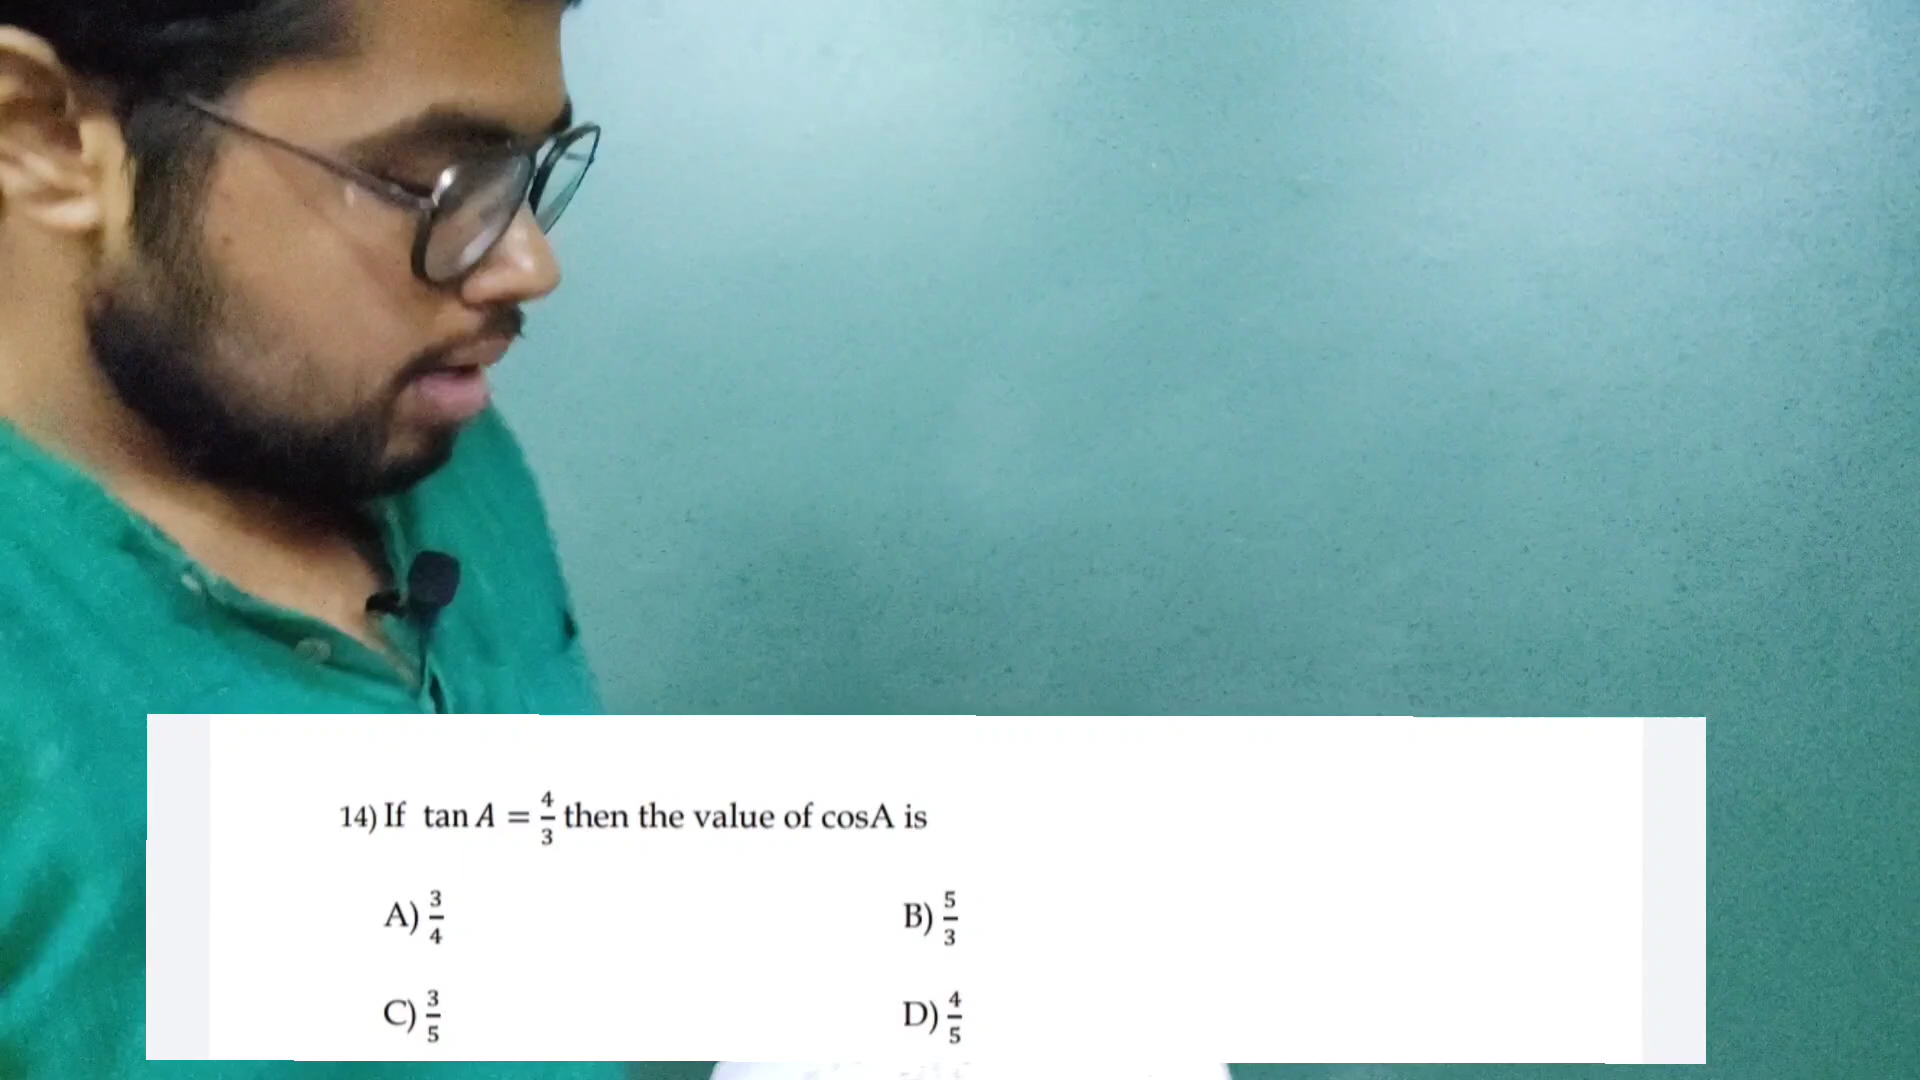 14) If tan A = 4/3 then the value of cosA is
A) 3/4 B) 5/3
C) 3/5 D) 4/5